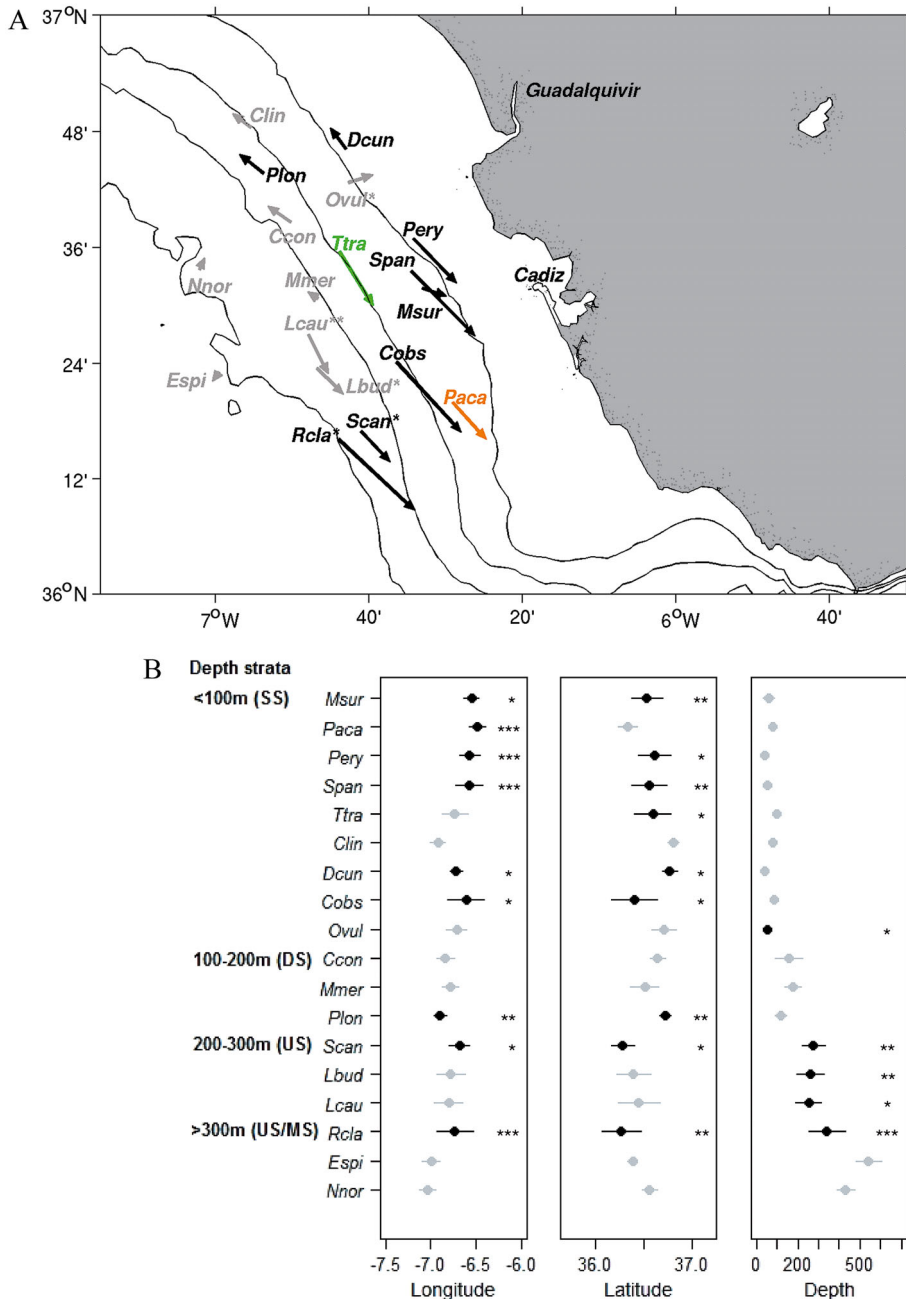 A
37°N
Guadalquivir
Clin
48'
Dcun
Plon
Ovul*
Ccon
Ttra
Pery
36'
Span
Cadiz
Nnor
Mmer
Msur
Lcau**
Cobs
24'
Espi
Lbud*
Paca
Scan*
Rcla*
12'
36°N
7°W
40'
20'
6°W
40'
B
Depth strata
<100m (SS)
Msur * **
Paca ***
Pery *** *
Span *** **
Ttra *
Clin
Dcun * *
Cobs * *
Ovul *
100-200m (DS)
Ccon
Mmer
Plon ** **
200-300m (US)
Scan * * **
Lbud **
Lcau *
>300m (US/MS)
Rcla *** ** ***
Espi
Nnor
-7.5 -7.0 -6.5 -6.0 36.0 37.0 0 200 500
Longitude Latitude Depth